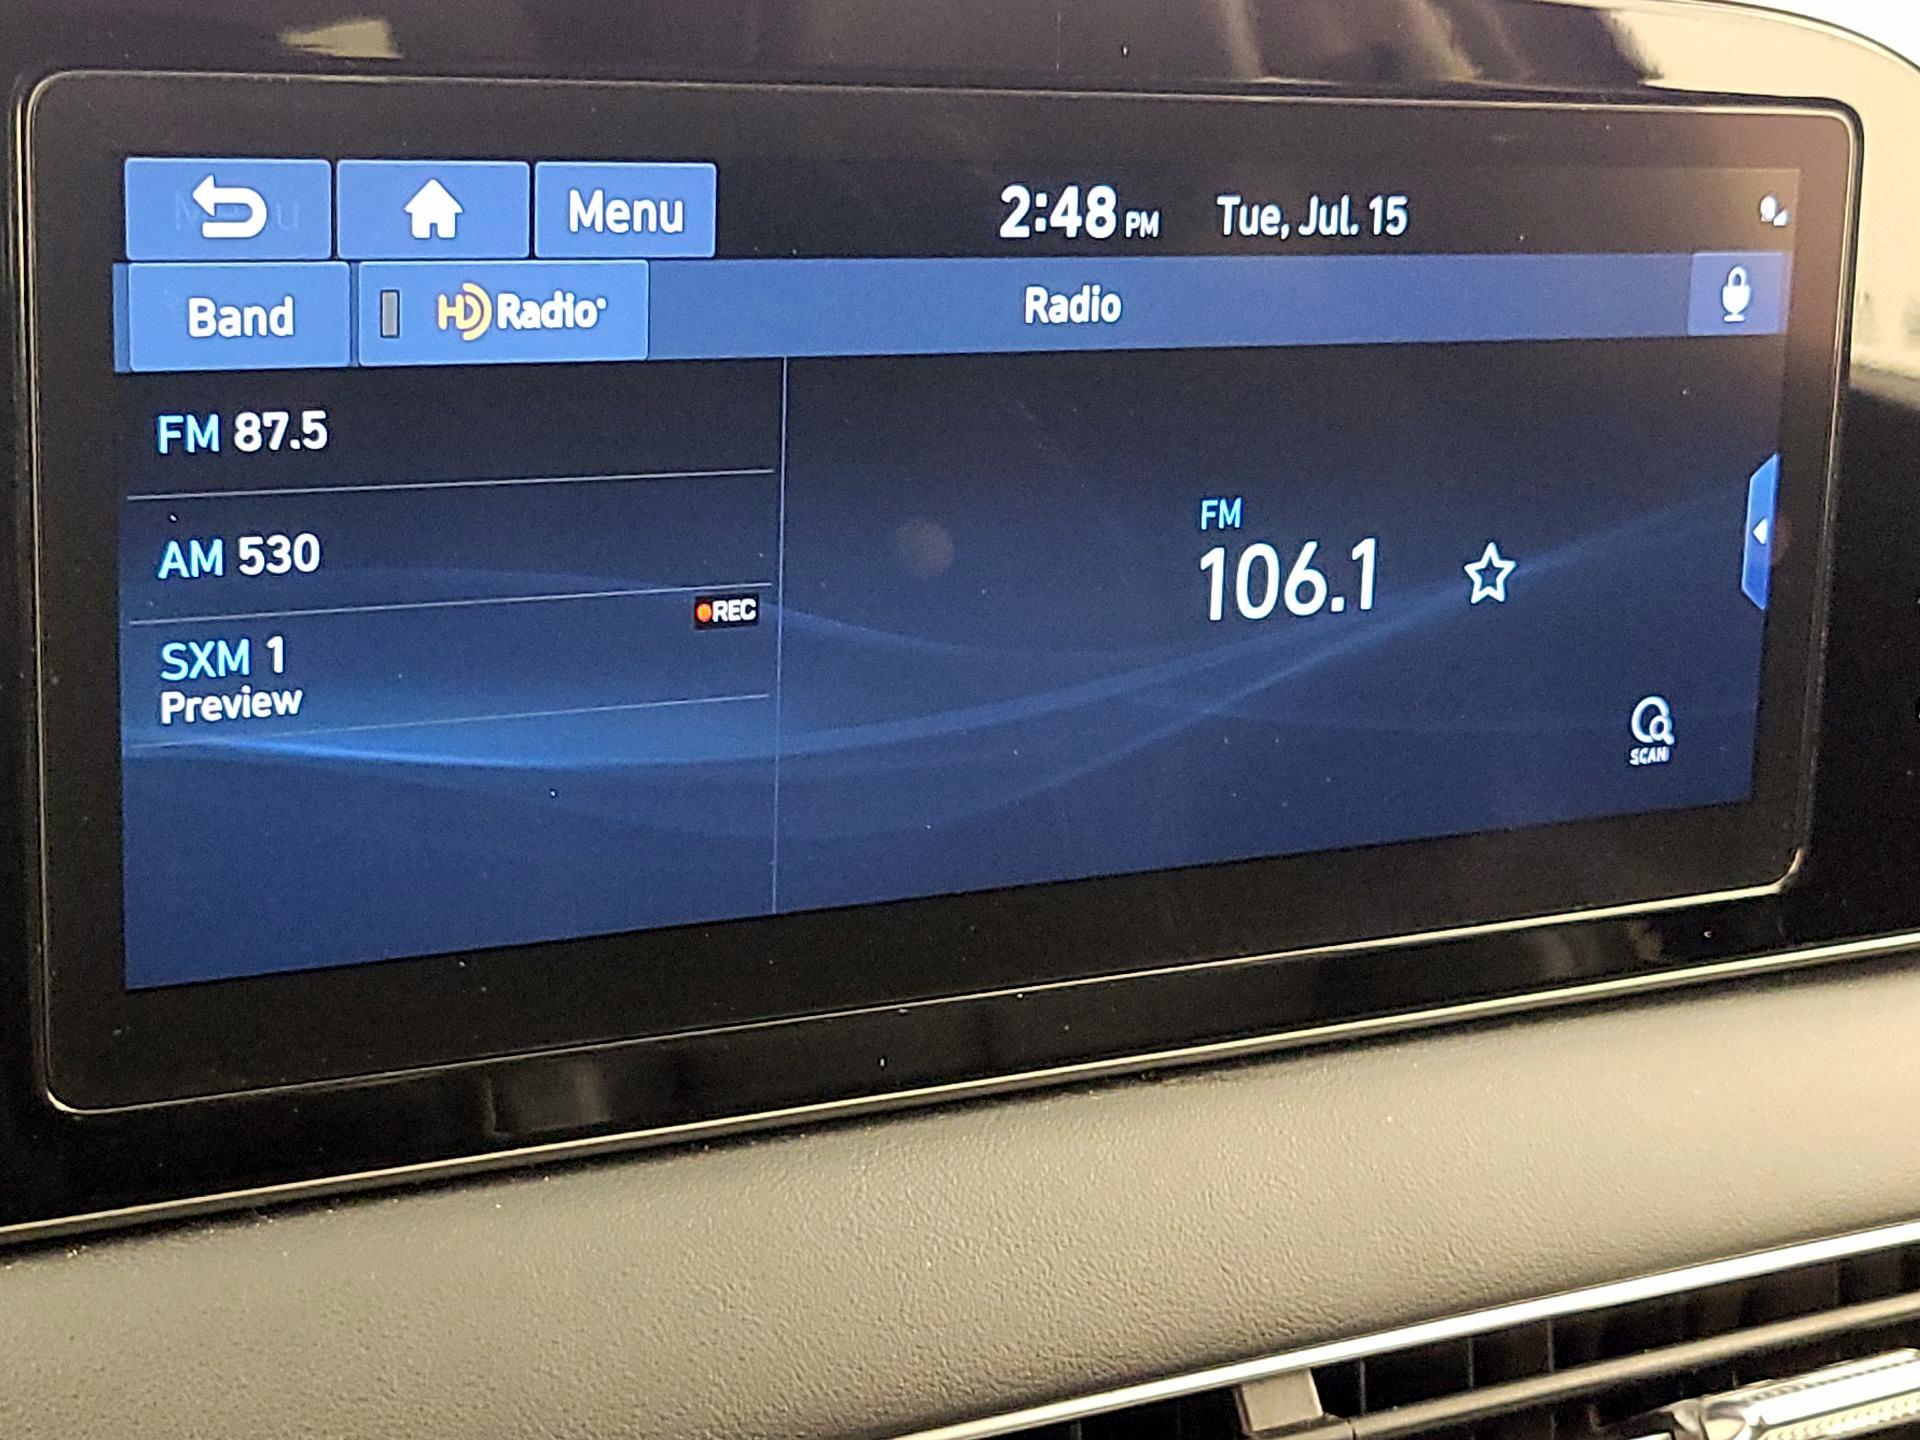 Menu
2:48 PM Tue, Jul. 15
Band
HD Radio
Radio
FM 87.5
AM 530
REC
SXM 1
Preview
FM
106.1
SCAN